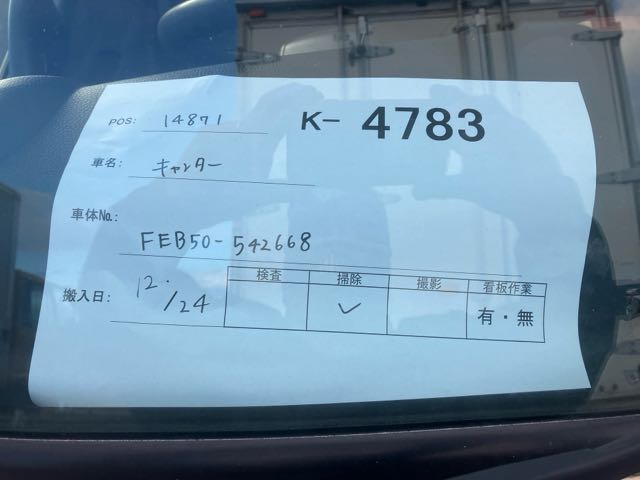 POS: 14871 K- 4783
車名: キャンター
車体No.:
FEB50-542668
搬入日: 12./24
検査 掃除 撮影 看板作業
✓ 有・無